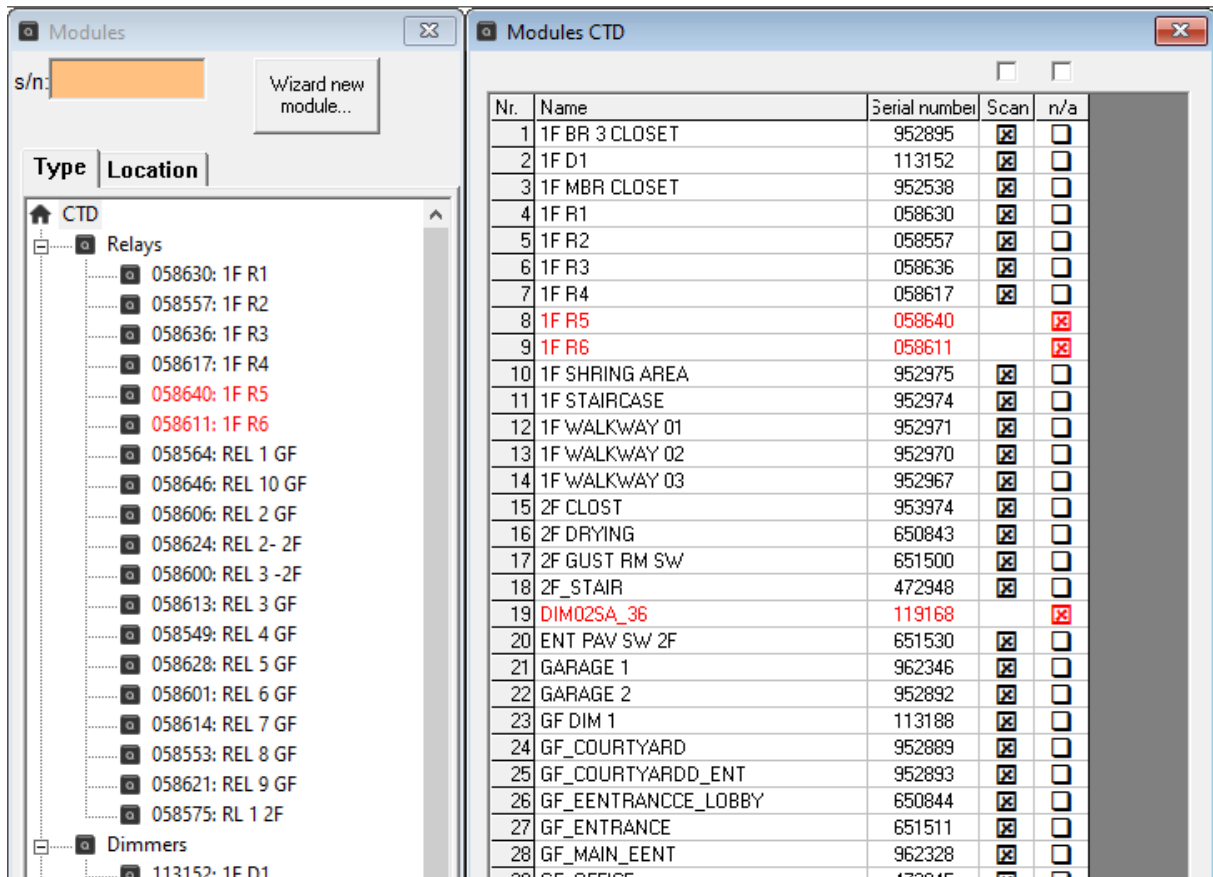 Modules
s/n:
Wizard new
module...
Type
Location
CTD
Relays
058630: 1F R1
058557: 1F R2
058636: 1F R3
058617: 1F R4
058640: 1F R5
058611: 1F R6
058564: REL 1 GF
058646: REL 10 GF
058606: REL 2 GF
058624: REL 2- 2F
058600: REL 3 -2F
058613: REL 3 GF
058549: REL 4 GF
058628: REL 5 GF
058601: REL 6 GF
058614: REL 7 GF
058553: REL 8 GF
058621: REL 9 GF
058575: RL 1 2F
Dimmers
113152: 1F D1
Modules CTD
Nr. Name Serial number Scan n/a
1 1F BR 3 CLOSET 952895
2 1F D1 113152
3 1F MBR CLOSET 952538
4 1F R1 058630
5 1F R2 058557
6 1F R3 058636
7 1F R4 058617
8 1F R5 058640
9 1F R6 058611
10 1F SHRING AREA 952975
11 1F STAIRCASE 952974
12 1F WALKWAY 01 952971
13 1F WALKWAY 02 952970
14 1F WALKWAY 03 952967
15 2F CLOST 953974
16 2F DRYING 650843
17 2F GUST RM SW 651500
18 2F_STAIR 472948
19 DIM02SA_36 119168
20 ENT PAV SW 2F 651530
21 GARAGE 1 962346
22 GARAGE 2 952892
23 GF DIM 1 113188
24 GF_COURTYARD 952889
25 GF_COURTYARDD_ENT 952893
26 GF_EENTRANCCE_LOBBY 650844
27 GF_ENTRANCE 651511
28 GF_MAIN_EENT 962328